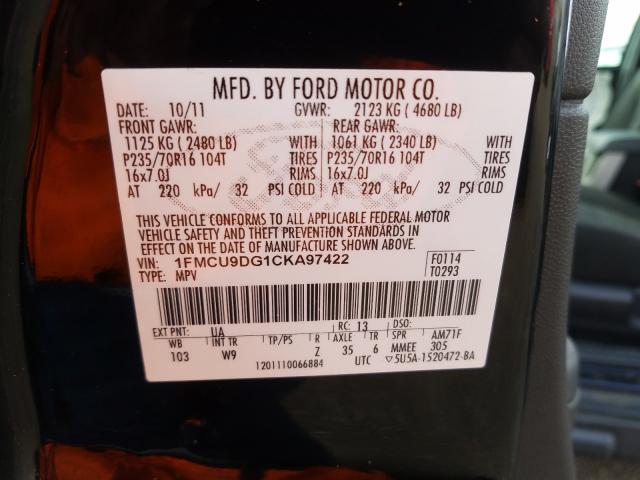 MFD. BY FORD MOTOR CO.
DATE: 10/11 GVWR: 2123 KG ( 4680 LB)
FRONT GAWR: REAR GAWR:
1125 KG ( 2480 LB) WITH 1061 KG ( 2340 LB) WITH
P235/70R16 104T TIRES P235/70R16 104T TIRES
16x7.0J RIMS 16x7.0J RIMS
AT 220 kPa/ 32 PSI COLD AT 220 kPa/ 32 PSI COLD
THIS VEHICLE CONFORMS TO ALL APPLICABLE FEDERAL MOTOR
VEHICLE SAFETY AND THEFT PREVENTION STANDARDS IN
EFFECT ON THE DATE OF MANUFACTURE SHOWN ABOVE.
VIN: 1FMCU9DG1CKA97422 F0114
TYPE: MPV T0293
EXT PNT: UA RC: 13 DSO:
WB INT TR TP/PS R AXLE TR SPR AM71F
103 W9 Z 35 6 MMEE 305
1201110066884 UTC ▽5U5A-1520472-BA